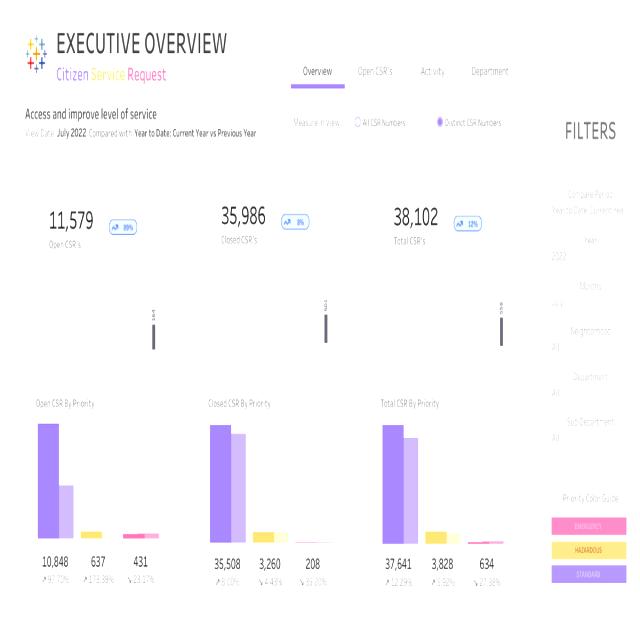 EXECUTIVE OVERVIEW
Citizen Service Request
Overview Open CSR's Activity Department
Access and improve level of service
View Date: July 2022 Compared with: Year to Date: Current Year vs Previous Year
Measure in View
All CSR Numbers
Distinct CSR Numbers
FILTERS
11,579
Open CSR's
35,986
8%
Closed CSR's
38,102
12%
Total CSR's
Compare Period
Year to Date: Current Year
Year
2022
Months
July
Neighborhood
All
Department
All
Sub Department
All
Open CSR By Priority
Closed CSR By Priority
Total CSR By Priority
10,848 637 431
35,508 3,260 208
37,641 3,828 634
Priority Color Guide
EMERGENCY
HAZARDOUS
STANDARD